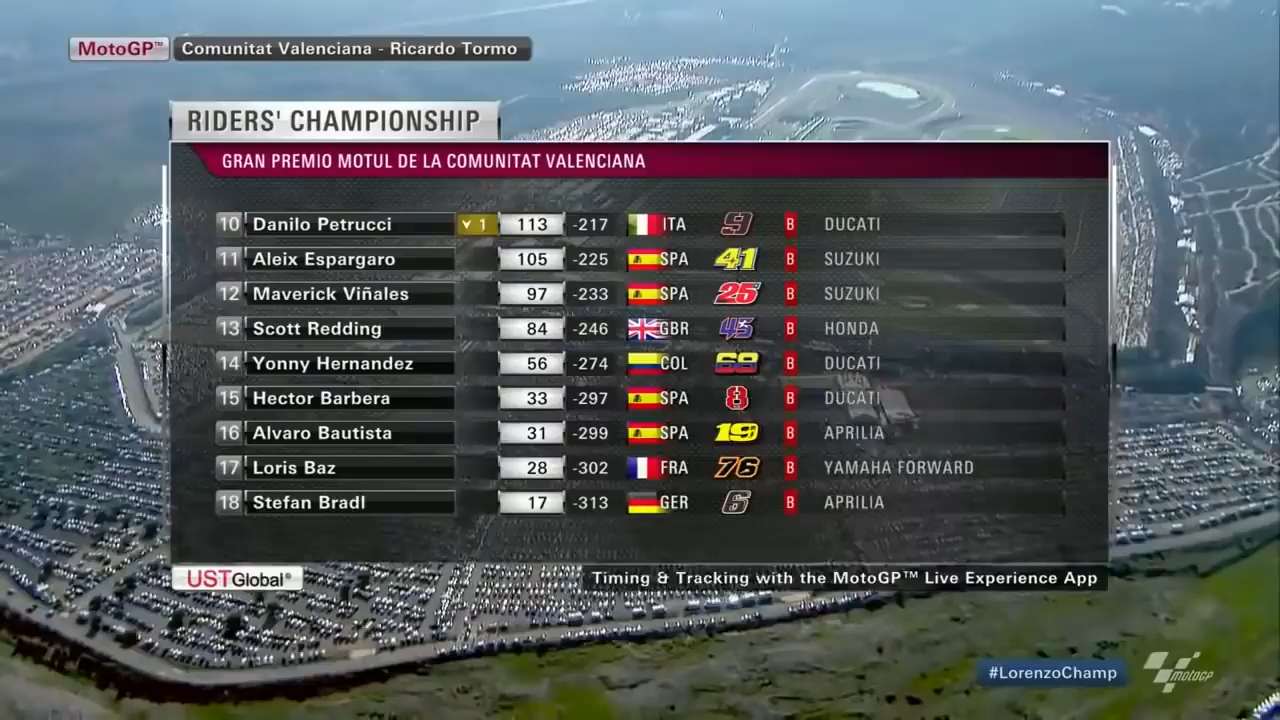 MotoGP™ Comunitat Valenciana - Ricardo Tormo
RIDERS' CHAMPIONSHIP
GRAN PREMIO MOTUL DE LA COMUNITAT VALENCIANA
10 Danilo Petrucci 1 113 -217 ITA 9 B DUCATI
11 Aleix Espargaro 105 -225 SPA 41 B SUZUKI
12 Maverick Viñales 97 -233 SPA 25 B SUZUKI
13 Scott Redding 84 -246 GBR 45 B HONDA
14 Yonny Hernandez 56 -274 COL 68 B DUCATI
15 Hector Barbera 33 -297 SPA 8 B DUCATI
16 Alvaro Bautista 31 -299 SPA 19 B APRILIA
17 Loris Baz 28 -302 FRA 76 B YAMAHA FORWARD
18 Stefan Bradl 17 -313 GER 6 B APRILIA
USTGlobal® Timing & Tracking with the MotoGP™ Live Experience App
#LorenzoChamp MotoGP